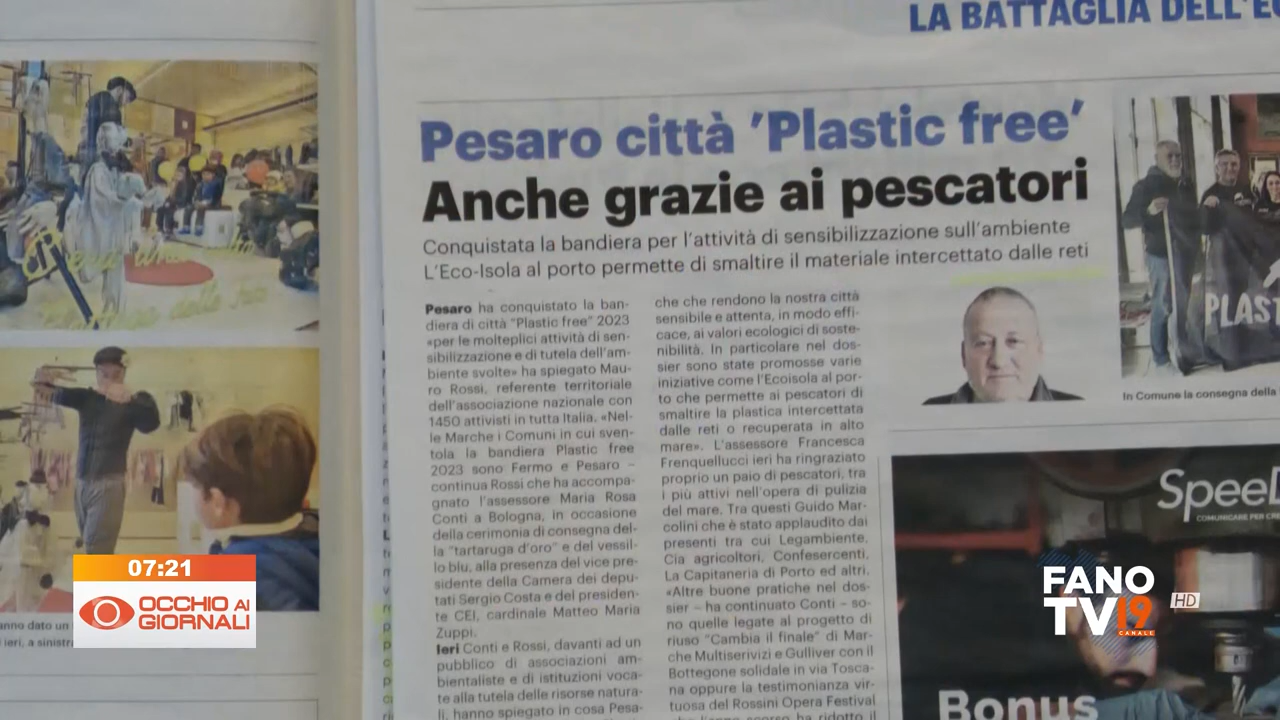 LA BATTAGLIA DELL'E
Pesaro città 'Plastic free'
Anche grazie ai pescatori
Conquistata la bandiera per l'attività di sensibilizzazione sull'ambiente
L'Eco-Isola al porto permette di smaltire il materiale intercettato dalle reti
Pesaro ha conquistato la ban-
diera di città "Plastic free" 2023
«per le molteplici attività di sen-
sibilizzazione e di tutela dell'am-
biente svolte» ha spiegato Mau-
ro Rossi, referente territoriale
dell'associazione nazionale con
1450 attivisti in tutta Italia. «Nel-
le Marche i Comuni in cui sven-
tola la bandiera Plastic free
2023 sono Fermo e Pesaro –
continua Rossi che ha accompa-
gnato l'assessore Maria Rosa
Conti a Bologna, in occasione
della cerimonia di consegna del-
la "tartaruga d'oro" e del vessil-
lo blu, alla presenza del vice pre-
sidente della Camera dei depu-
tati Sergio Costa e del presiden-
te CEI, cardinale Matteo Maria
Zuppi.
Ieri Conti e Rossi, davanti ad un
pubblico di associazioni am-
bientaliste e di istituzioni voca-
te alla tutela delle risorse natura-
li, hanno spiegato in cosa Pesa-
che che rendono la nostra città
sensibile e attenta, in modo effi-
cace, ai valori ecologici di soste-
nibilità. In particolare nel dos-
sier sono state promosse varie
iniziative come l'Ecoisola al por-
to che permette ai pescatori di
smaltire la plastica intercettata
dalle reti o recuperata in alto
mare». L'assessore Francesca
Frenquellucci ieri ha ringraziato
proprio un paio di pescatori, tra
i più attivi nell'opera di pulizia
del mare. Tra questi Guido Mar-
colini che è stato applaudito dai
presenti tra cui Legambiente.
Cia agricoltori, Confesercenti,
La Capitaneria di Porto ed altri.
«Altre buone pratiche nel dos-
sier – ha continuato Conti – so-
no quelle legate al progetto di
riuso "Cambia il finale" di Mar-
che Multiservizi e Gulliver con il
Bottegone solidale in via Tosca-
na oppure la testimonianza vir-
tuosa del Rossini Opera Festival
PLAST
In Comune la consegna della
SpeeD
COMUNICARE PER CRE
Bonus
anno dato un
ieri, a sinistr
07:21
OCCHIO AI
GIORNALI
FANO
TV19
CANALE
HD